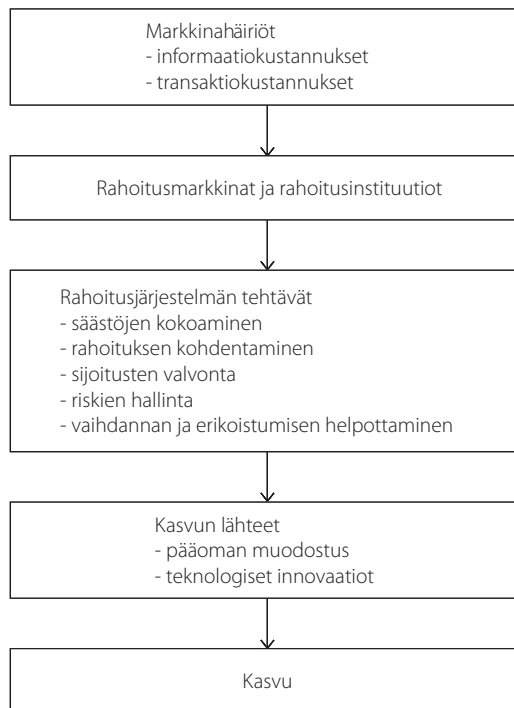 Markkinahäiriöt
- informaatiokustannukset
- transaktiokustannukset
Rahoitusmarkkinat ja rahoitusinstituutiot
Rahoitusjärjestelmän tehtävät
- säästöjen kokoaminen
- rahoituksen kohdentaminen
- sijoitusten valvonta
- riskien hallinta
- vaihdannan ja erikoistumisen helpottaminen
Kasvun lähteet
- pääoman muodostus
- teknologiset innovaatiot
Kasvu